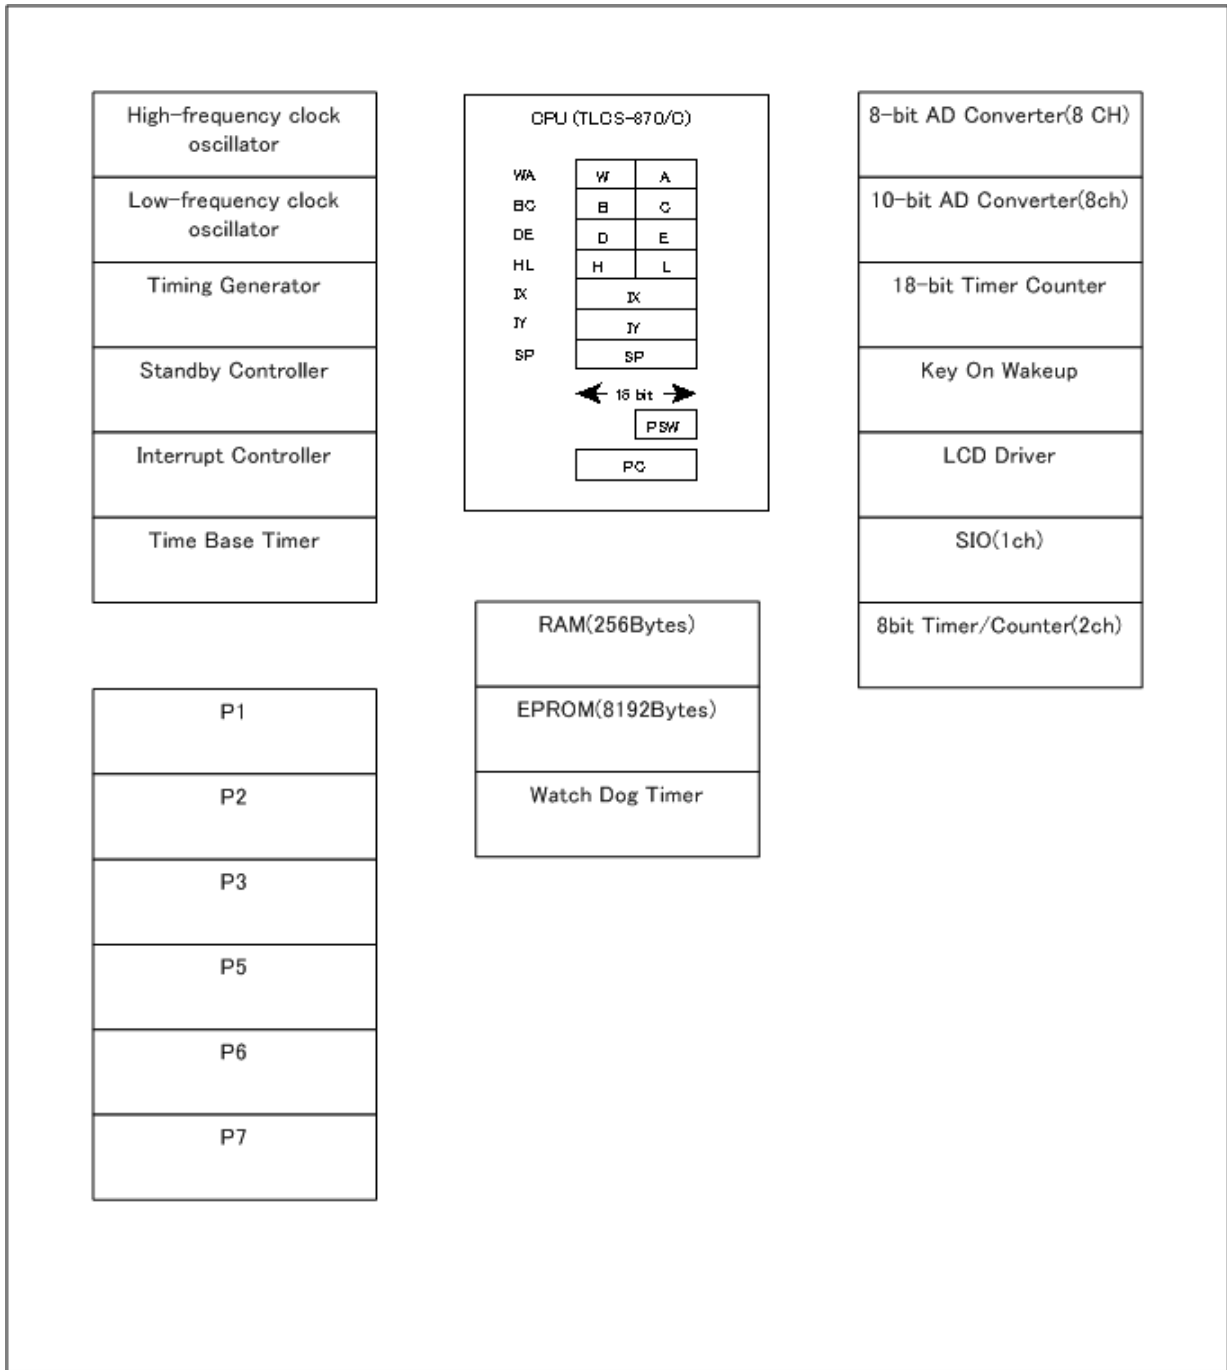 High-frequency clock
oscillator
Low-frequency clock
oscillator
Timing Generator
Standby Controller
Interrupt Controller
Time Base Timer
P1
P2
P3
P5
P6
P7
CPU (TLCS-870/C)
WA W A
BC B C
DE D E
HL H L
IX IX
IY IY
SP SP
16 bit
PSW
PC
RAM(256Bytes)
EPROM(8192Bytes)
Watch Dog Timer
8-bit AD Converter(8 CH)
10-bit AD Converter(8ch)
18-bit Timer Counter
Key On Wakeup
LCD Driver
SIO(1ch)
8bit Timer/Counter(2ch)